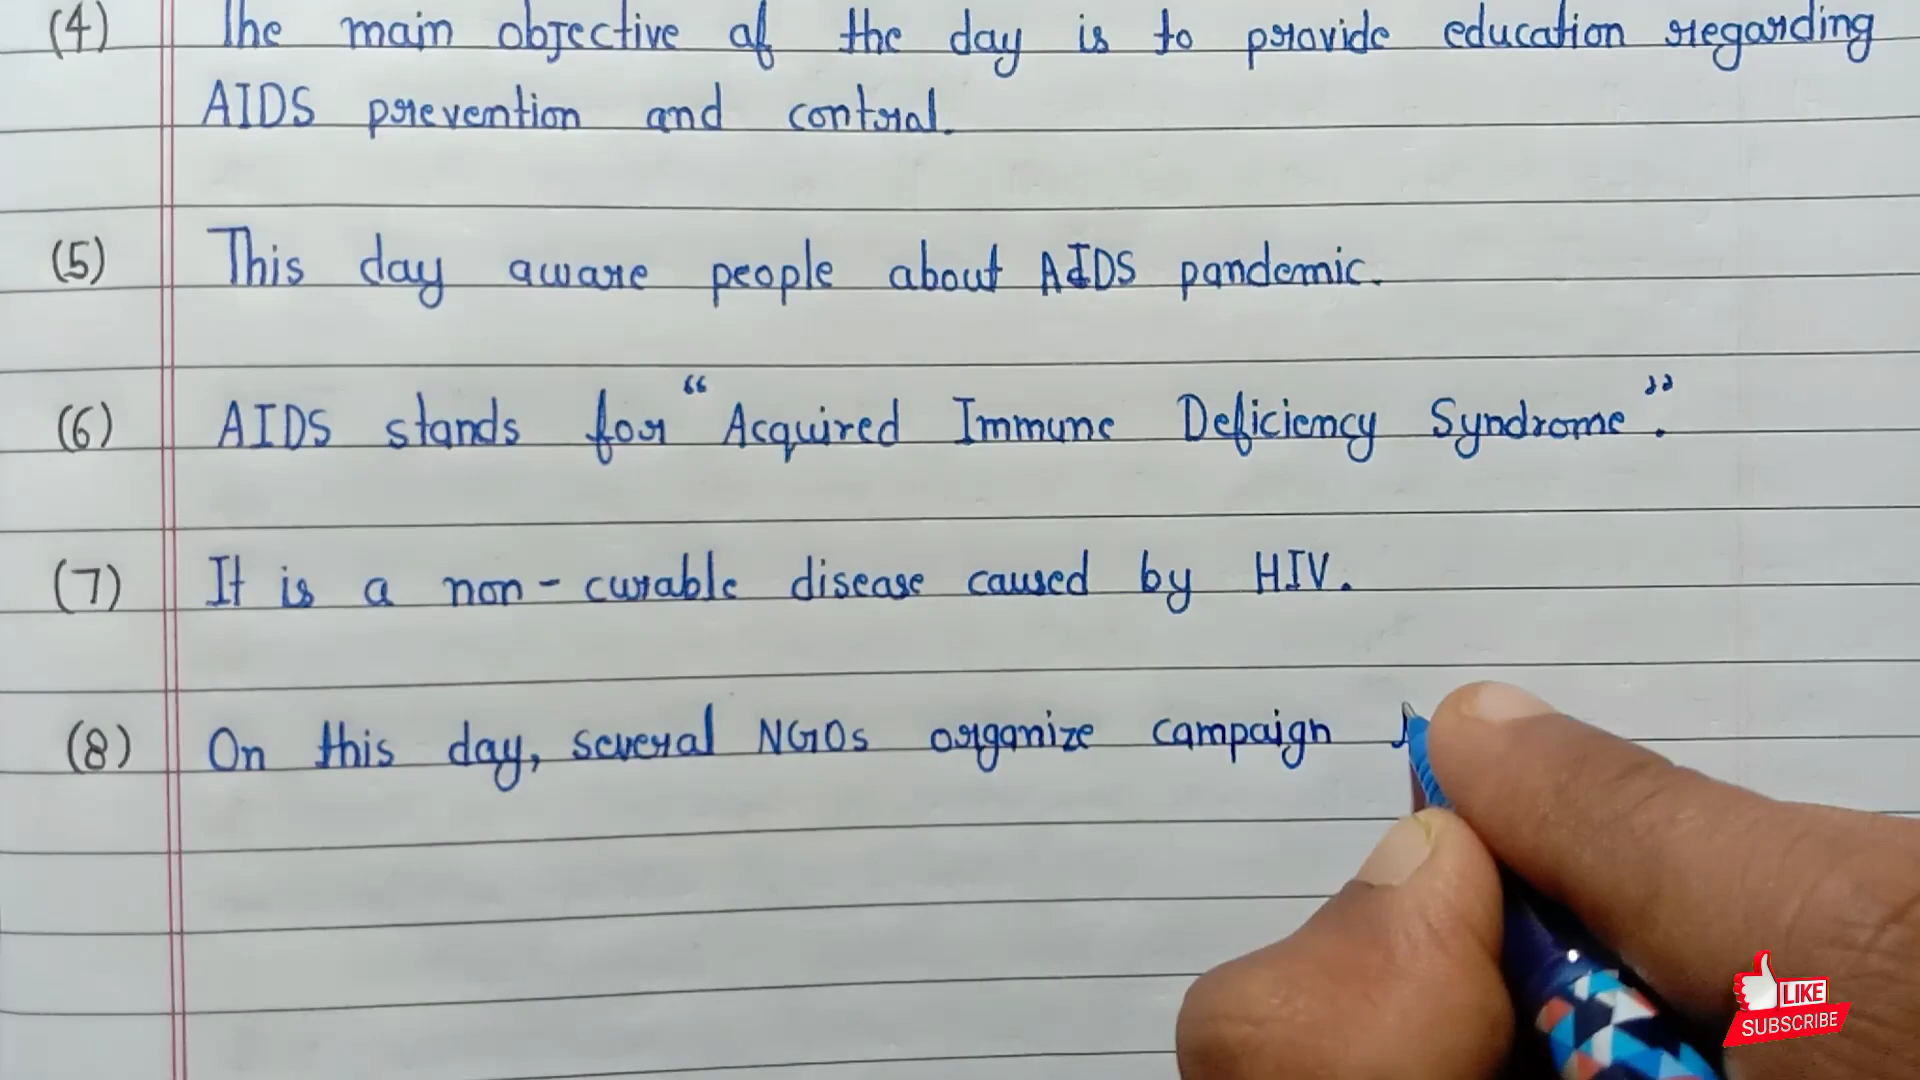 (4) The main objective of the day is to provide education regarding
AIDS prevention and control.
(5) This day aware people about AIDS pandemic.
(6) AIDS stands for “Acquired Immune Deficiency Syndrome”.
(7) It is a non-curable disease caused by HIV.
(8) On this day, several NGOs organize campaign
LIKE
SUBSCRIBE